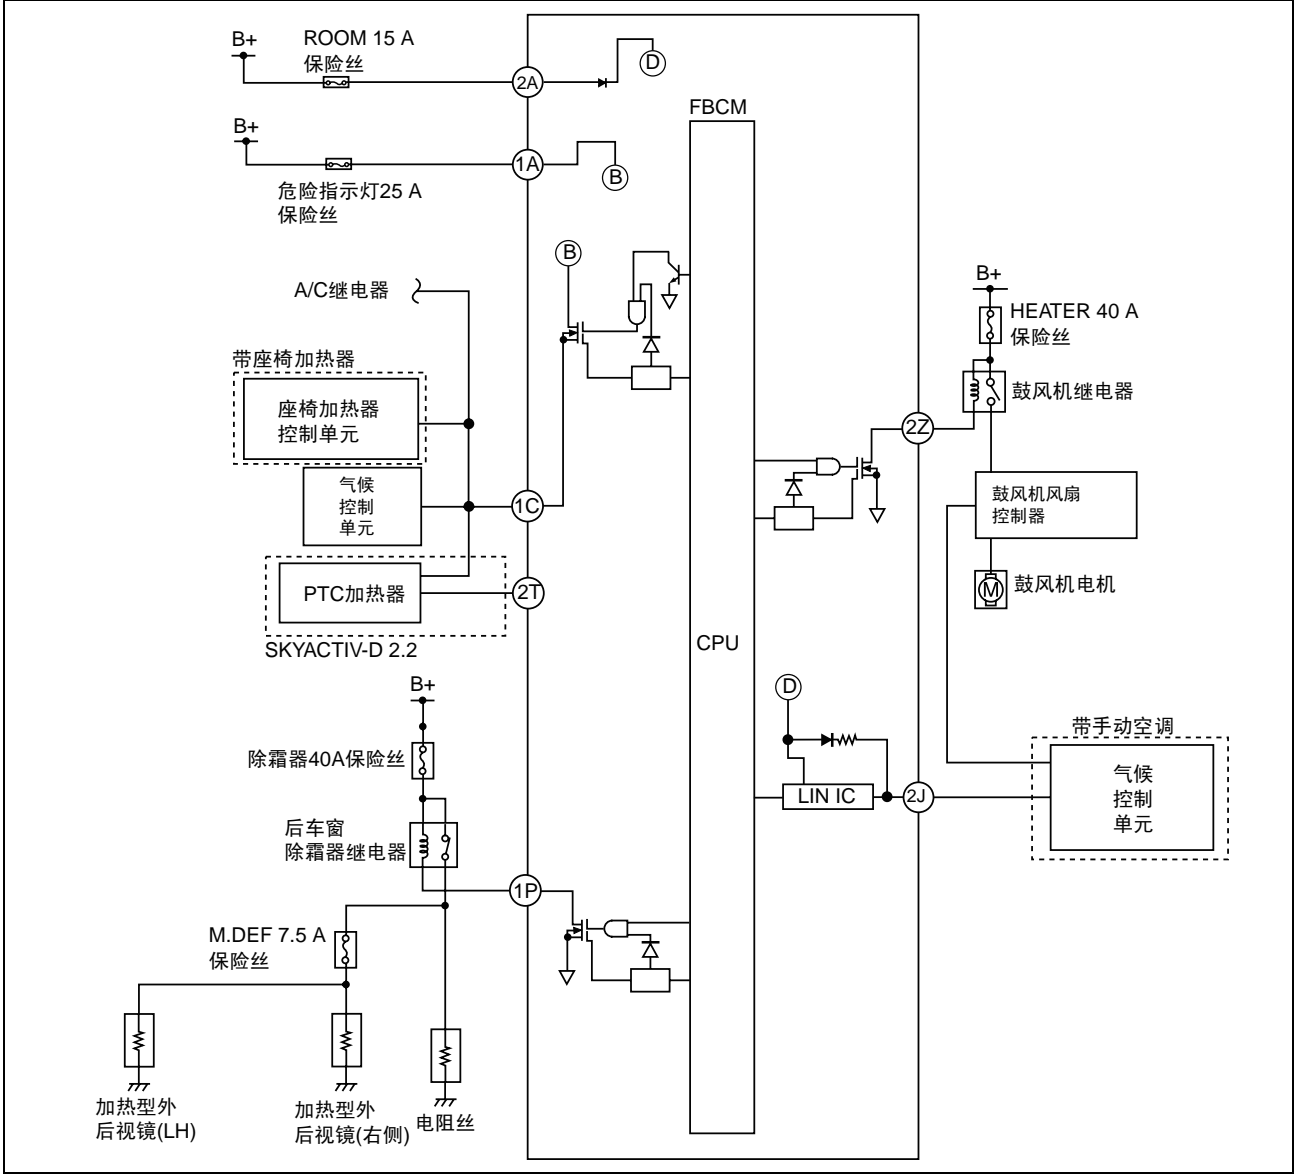 B+
ROOM 15 A
保险丝
2A
D
FBCM
B+
1A
B
危险指示灯25 A
保险丝
B
A/C继电器
B+
HEATER 40 A
保险丝
带座椅加热器
座椅加热器
控制单元
鼓风机继电器
2Z
气候
控制
单元
1C
鼓风机风扇
控制器
PTC加热器
2T
M
鼓风机电机
SKYACTIV-D 2.2
CPU
B+
D
带手动空调
除霜器40A保险丝
气候
控制
单元
LIN IC
2J
后车窗
除霜器继电器
1P
M.DEF 7.5 A
保险丝
加热型外
后视镜(LH)
加热型外
后视镜(右侧)
电阻丝